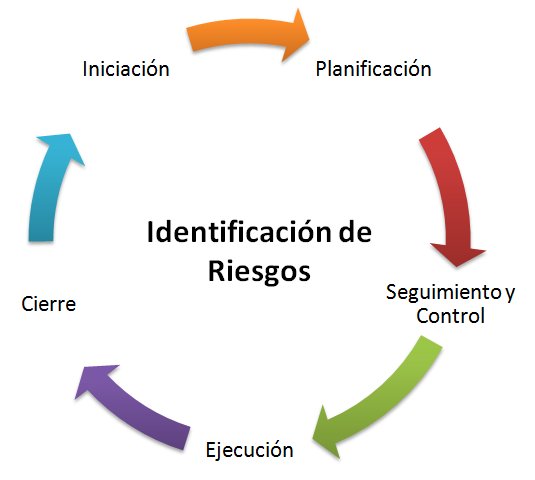 Iniciación
Planificación
Identificación de
Riesgos
Seguimiento y
Control
Cierre
Ejecución